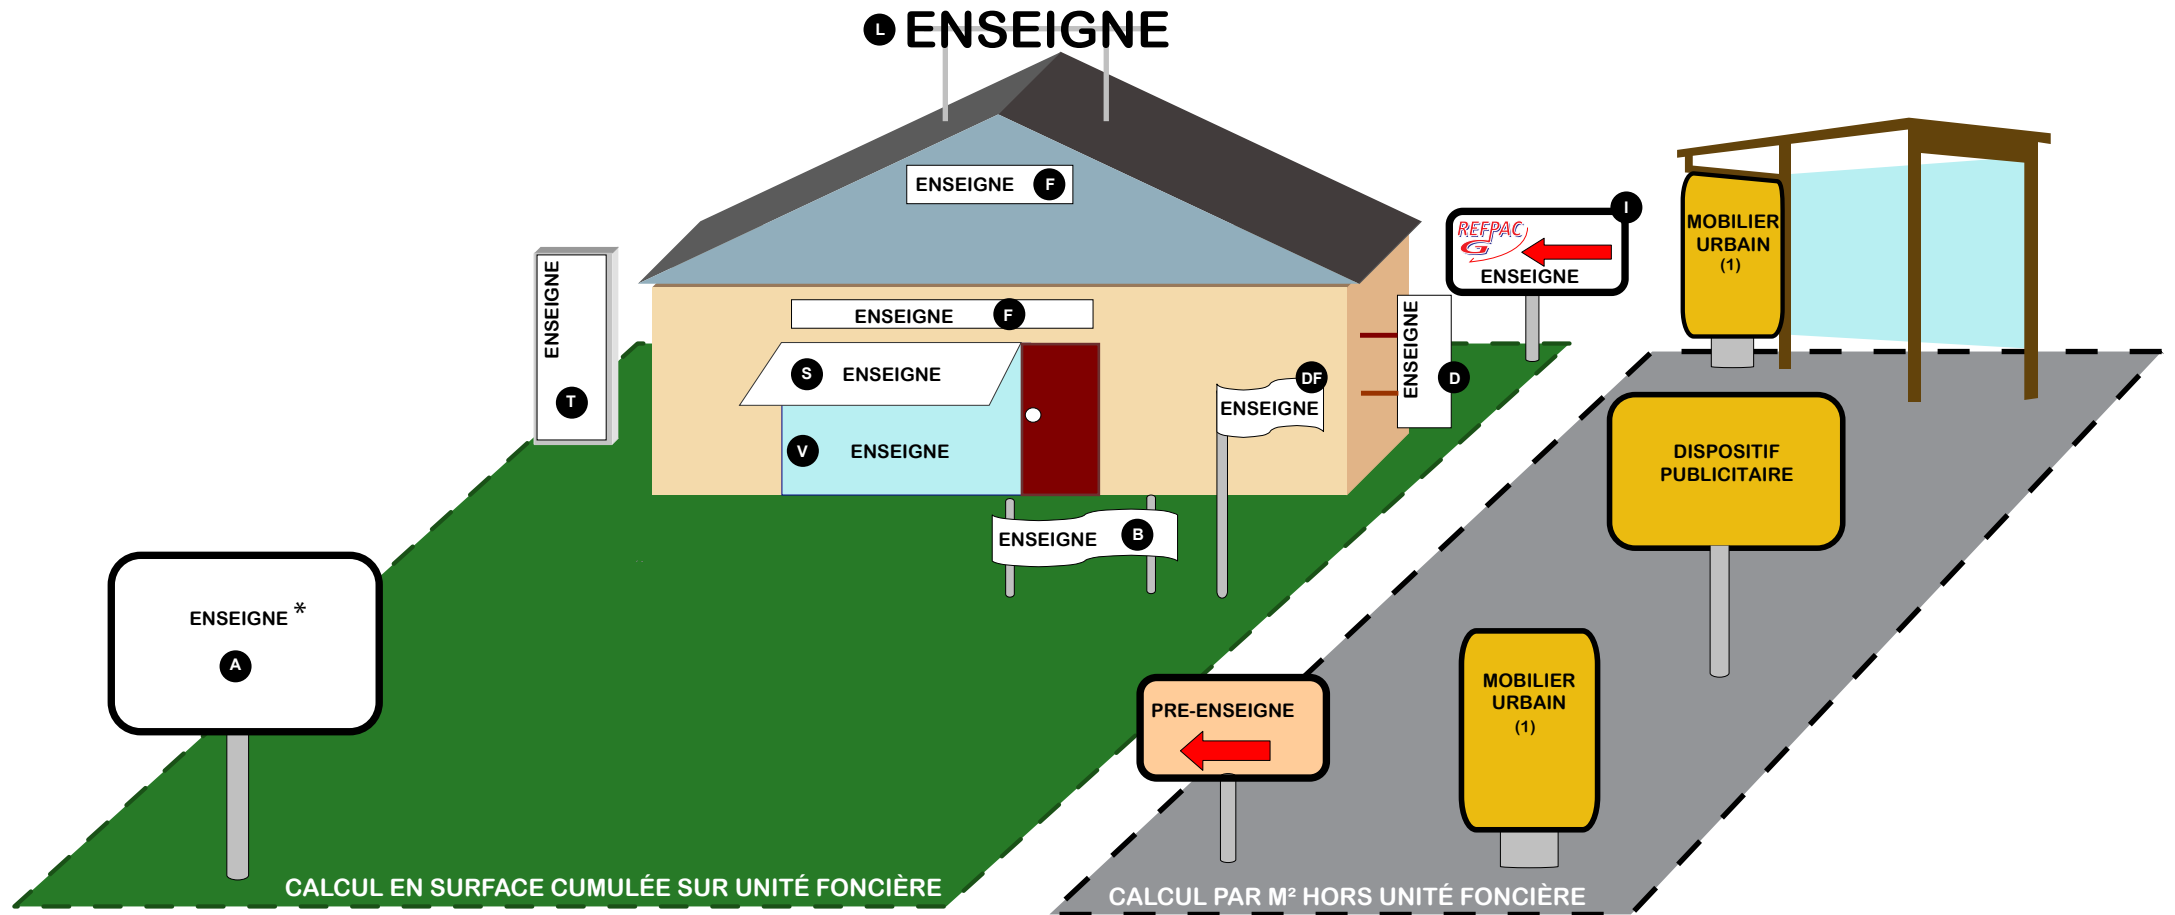 L ENSEIGNE
ENSEIGNE F
I
REFPAC
G
ENSEIGNE
MOBILIER
URBAIN
(1)
ENSEIGNE
T
ENSEIGNE F
ENSEIGNE
D
S ENSEIGNE
DF
ENSEIGNE
V ENSEIGNE
DISPOSITIF
PUBLICITAIRE
ENSEIGNE B
ENSEIGNE *
A
PRE-ENSEIGNE
MOBILIER
URBAIN
(1)
CALCUL EN SURFACE CUMULÉE SUR UNITÉ FONCIÈRE
CALCUL PAR M² HORS UNITÉ FONCIÈRE